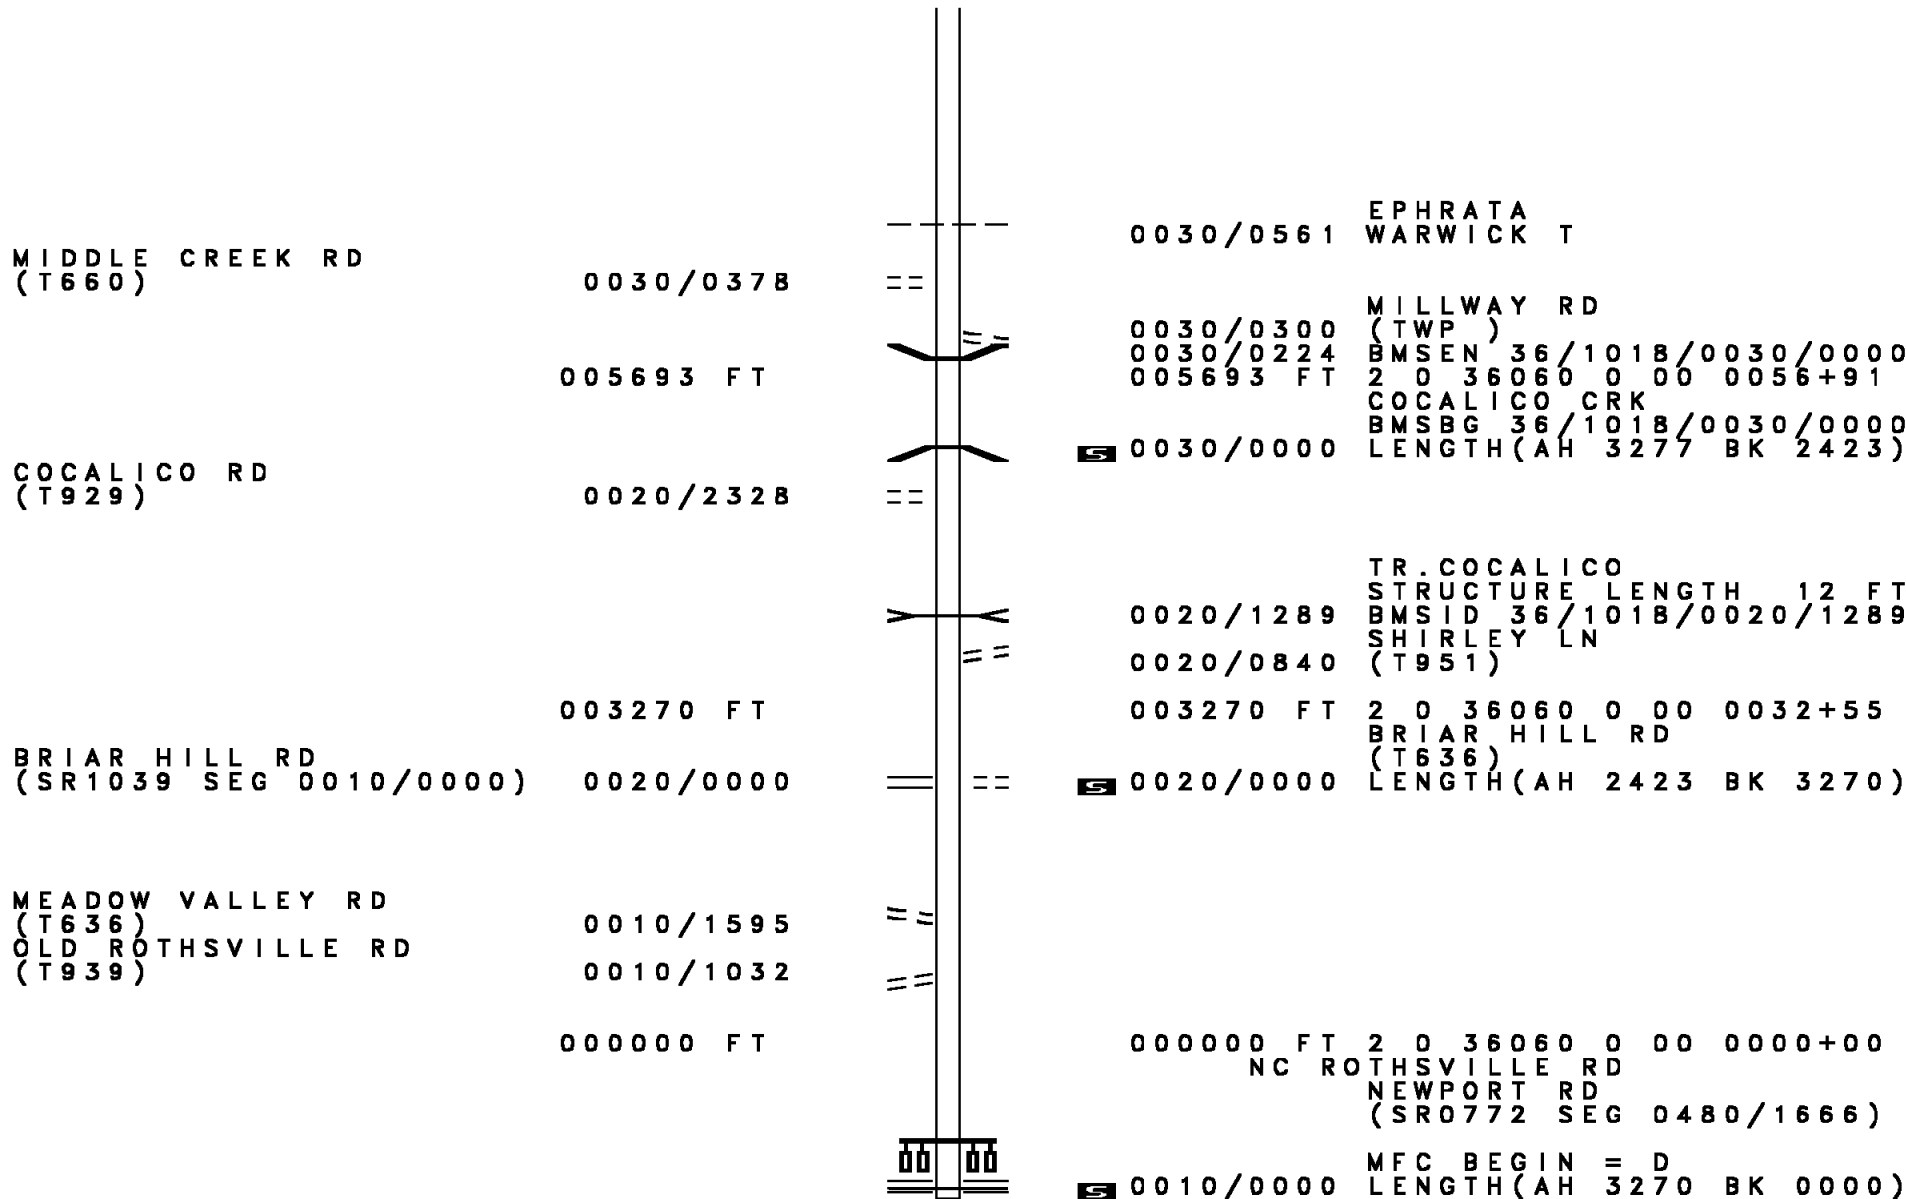 EPHRATA
0030/0561 WARWICK T
MIDDLE CREEK RD
(T660) 0030/0378
MILLWAY RD
0030/0300 (TWP )
0030/0224 BMSEN 36/1018/0030/0000
005693 FT 005693 FT 2 0 36060 0 00 0056+91
COCALICO CRK
BMSBG 36/1018/0030/0000
S 0030/0000 LENGTH(AH 3277 BK 2423)
COCALICO RD
(T929) 0020/2328
TR.COCALICO
STRUCTURE LENGTH 12 FT
0020/1289 BMSID 36/1018/0020/1289
SHIRLEY LN
0020/0840 (T951)
003270 FT 003270 FT 2 0 36060 0 00 0032+55
BRIAR HILL RD
BRIAR HILL RD (T636)
(SR1039 SEG 0010/0000) 0020/0000 S 0020/0000 LENGTH(AH 2423 BK 3270)
MEADOW VALLEY RD
(T636) 0010/1595
OLD ROTHSVILLE RD
(T939) 0010/1032
000000 FT 000000 FT 2 0 36060 0 00 0000+00
NC ROTHSVILLE RD
NEWPORT RD
(SR0772 SEG 0480/1666)
MFC BEGIN = D
S 0010/0000 LENGTH(AH 3270 BK 0000)